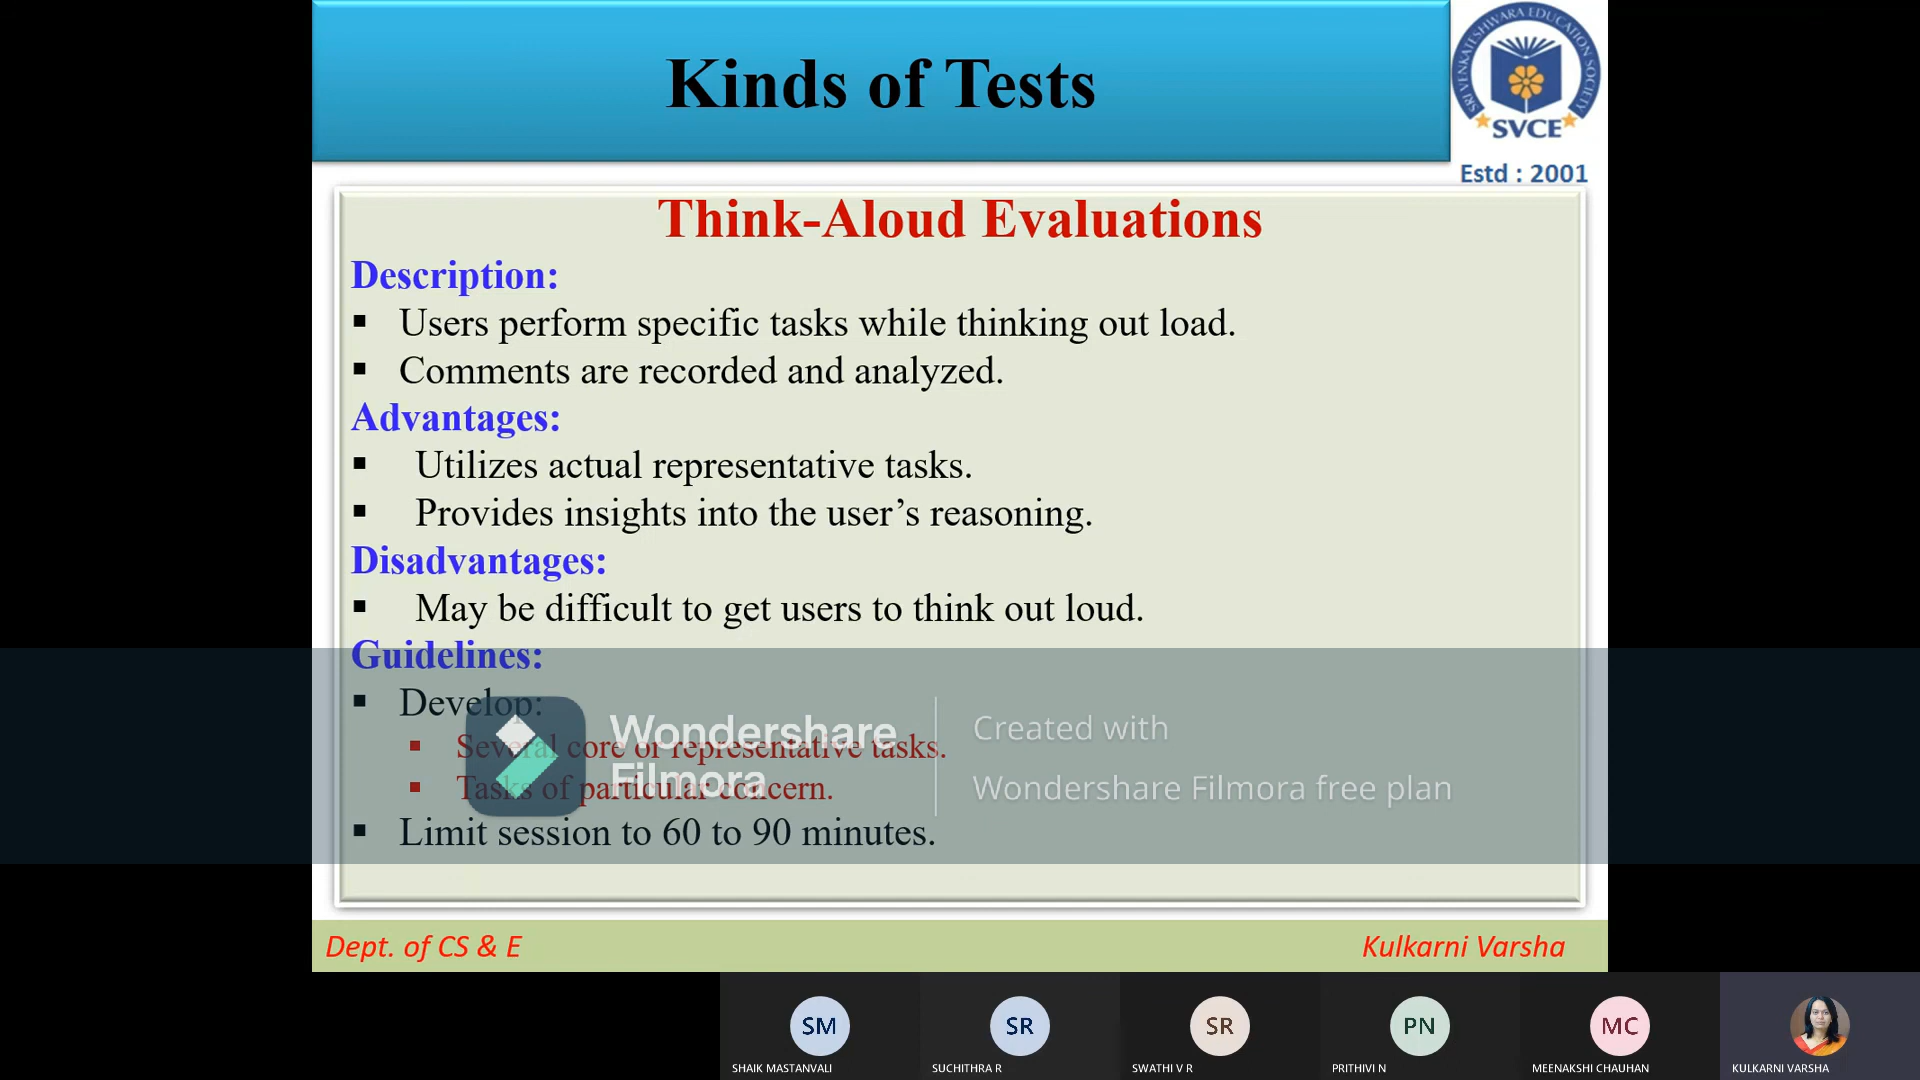 Kinds of Tests
SRI VENKATESHWARA EDUCATION SOCIETY
SVCE
Estd : 2001
Think-Aloud Evaluations
Description:
▪ Users perform specific tasks while thinking out load.
▪ Comments are recorded and analyzed.
Advantages:
▪ Utilizes actual representative tasks.
▪ Provides insights into the user’s reasoning.
Disadvantages:
▪ May be difficult to get users to think out loud.
Guidelines:
▪ Develop:
▪ Several core or representative tasks.
▪ Tasks of particular concern.
▪ Limit session to 60 to 90 minutes.
Wondershare
Filmora
Created with
Wondershare Filmora free plan
Dept. of CS & E
Kulkarni Varsha
SM
SR
SR
PN
MC
SHAIK MASTANVALI
SUCHITHRA R
SWATHI V R
PRITHIVI N
MEENAKSHI CHAUHAN
KULKARNI VARSHA